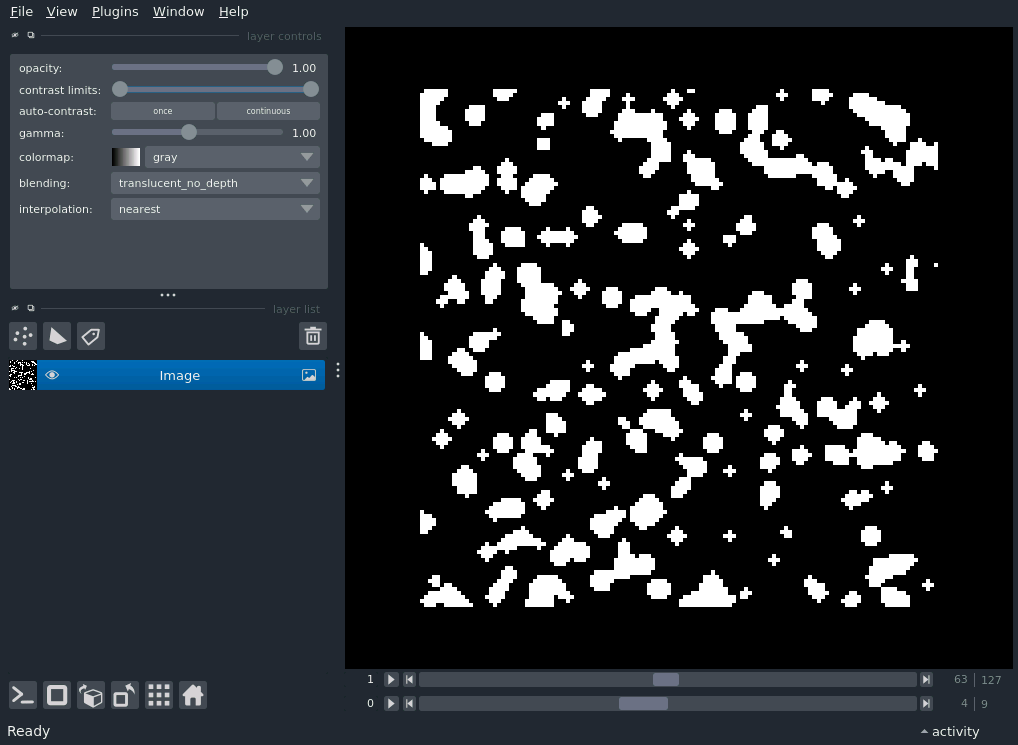 File View Plugins Window Help
layer controls
opacity: 1.00
contrast limits:
auto-contrast: once continuous
gamma: 1.00
colormap: gray
blending: translucent_no_depth
interpolation: nearest
layer list
Image
1 63 127
0 4 9
Ready activity